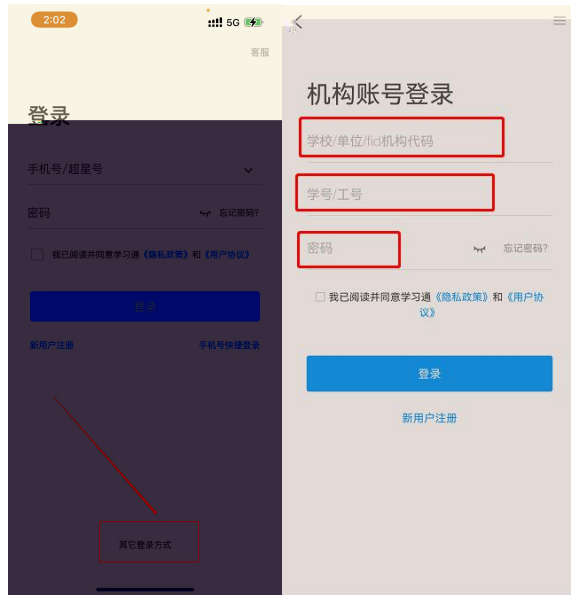 2:02
5G
客服
登录
手机号/超星号
密码
忘记密码?
我已阅读并同意学习通《隐私政策》和《用户协议》
登录
新用户注册
手机号快捷登录
其它登录方式
机构账号登录
学校/单位/fid机构代码
学号/工号
密码
忘记密码?
我已阅读并同意学习通《隐私政策》和《用户协
议》
登录
新用户注册